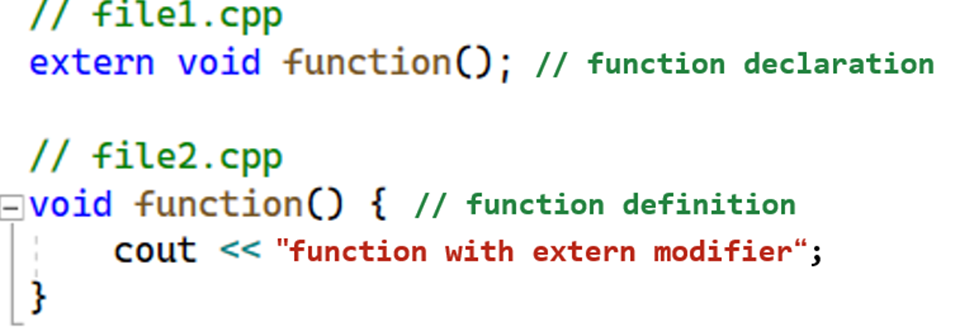 // file1.cpp
extern void function(); // function declaration
// file2.cpp
void function() { // function definition
cout << "function with extern modifier“;
}